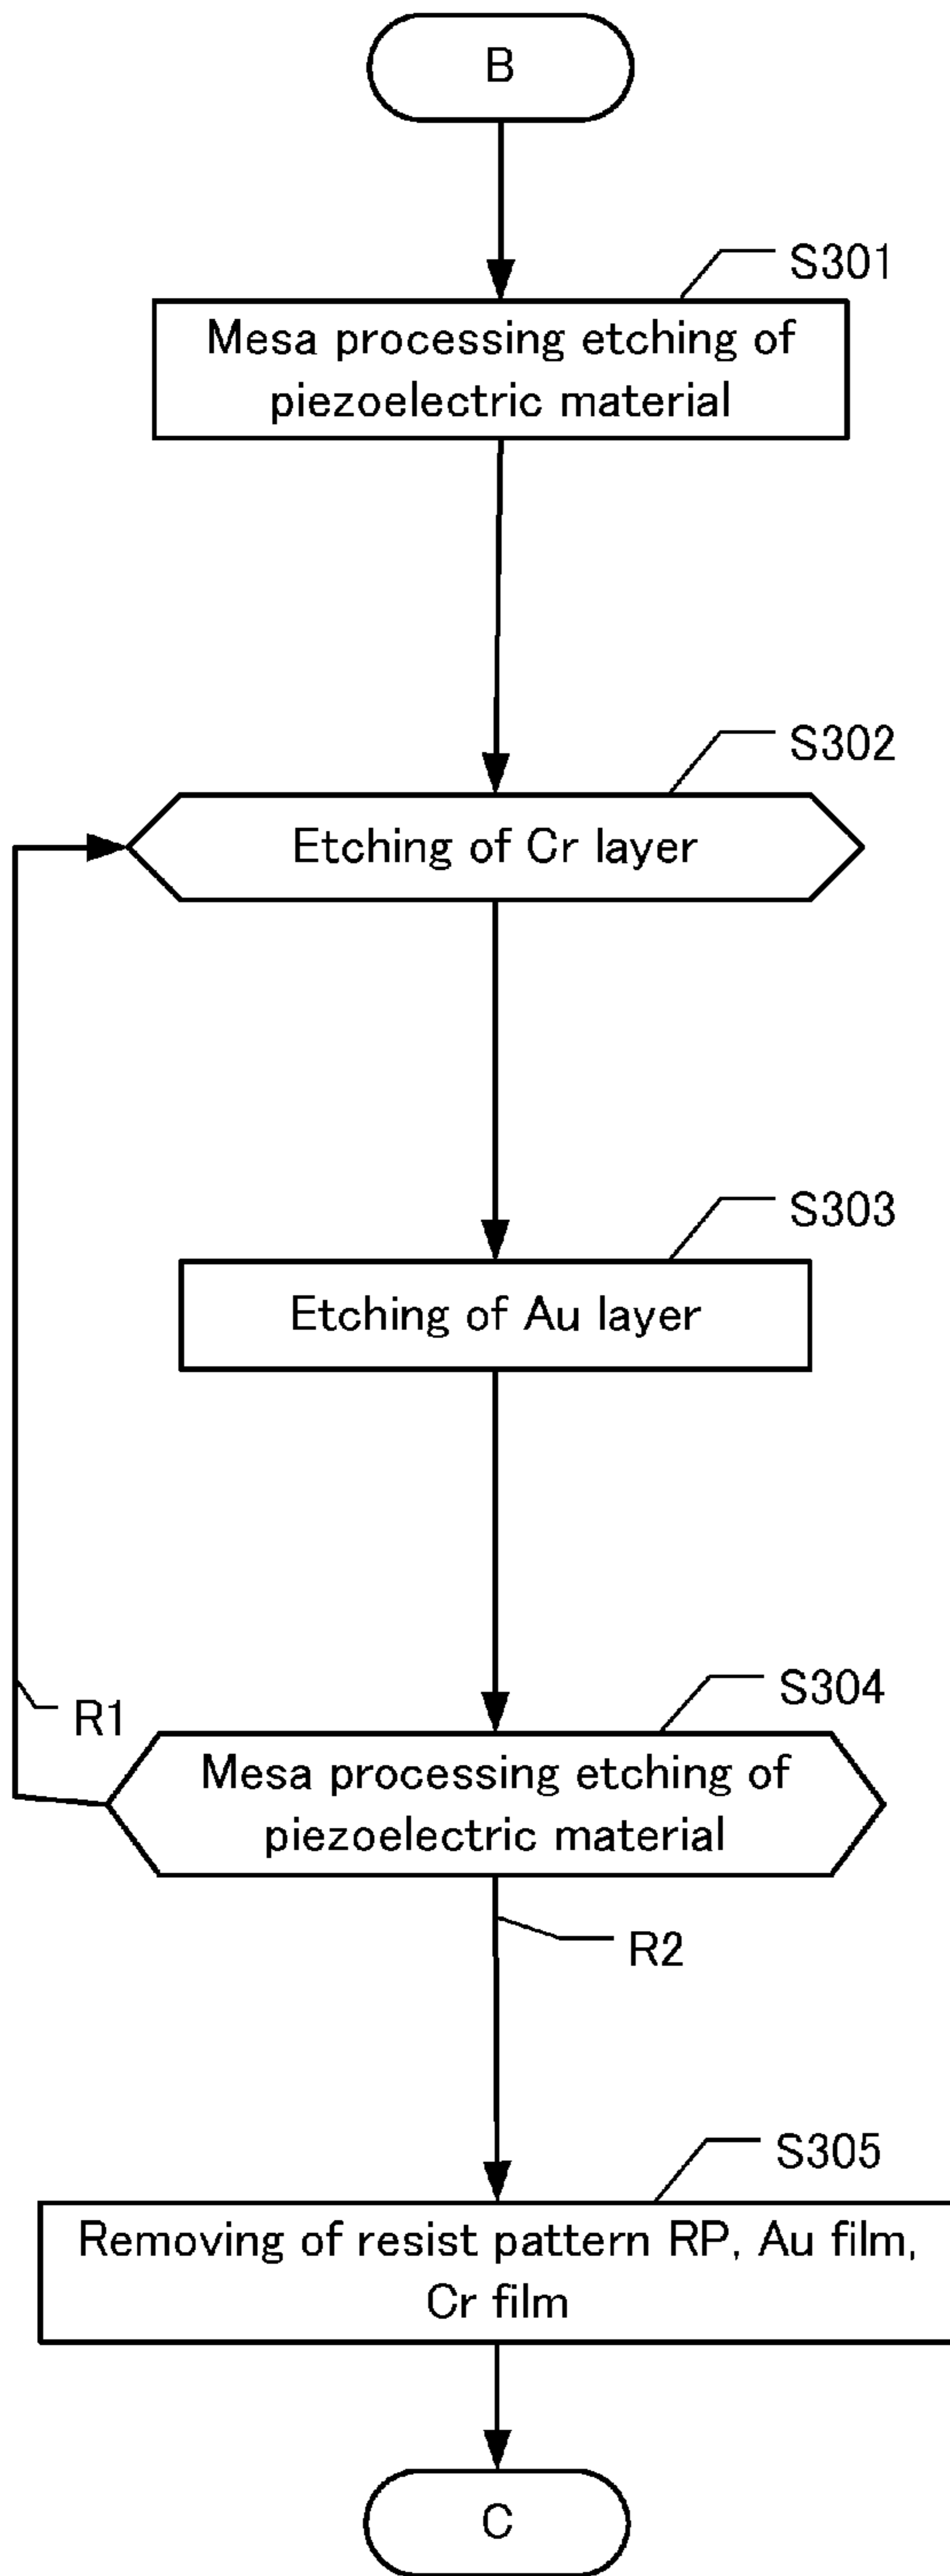 B
S301
Mesa processing etching of
piezoelectric material
S302
Etching of Cr layer
S303
Etching of Au layer
S304
R1
Mesa processing etching of
piezoelectric material
R2
S305
Removing of resist pattern RP, Au film,
Cr film
C